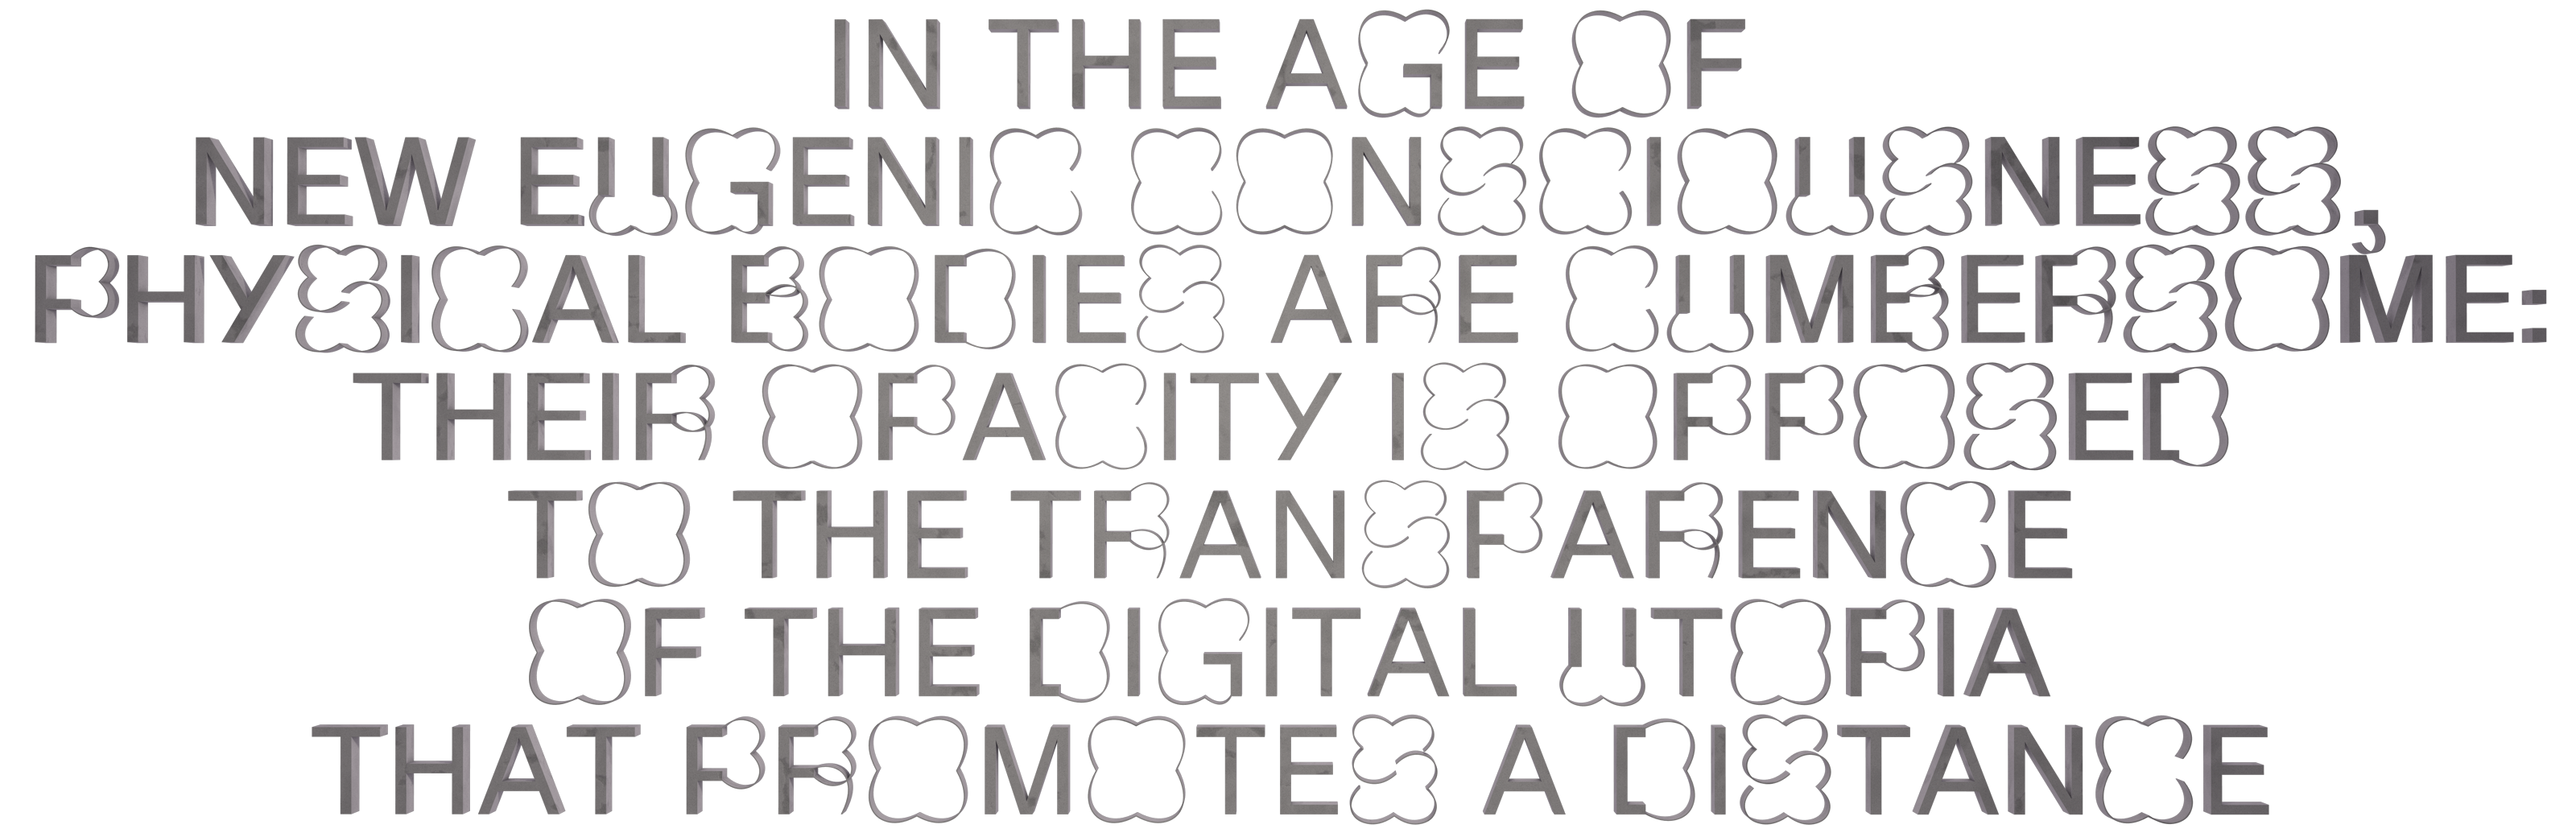 IN THE AGE OF
NEW EUGENIC CONSCIOUSNESS,
PHYSICAL BODIES ARE CUMBERSOME:
THEIR OPACITY IS OPPOSED
TO THE TRANSPARENCE
OF THE DIGITAL UTOPIA
THAT PROMOTES A DISTANCE